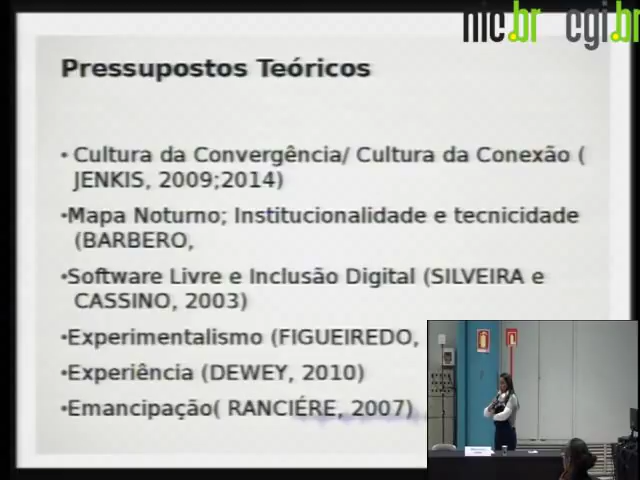 nic.br cgi.br
Pressupostos Teóricos
• Cultura da Convergência/ Cultura da Conexão (
JENKIS, 2009;2014)
•Mapa Noturno; Institucionalidade e tecnicidade
(BARBERO,
•Software Livre e Inclusão Digital (SILVEIRA e
CASSINO, 2003)
•Experimentalismo (FIGUEIREDO,
•Experiência (DEWEY, 2010)
•Emancipação( RANCIÉRE, 2007)